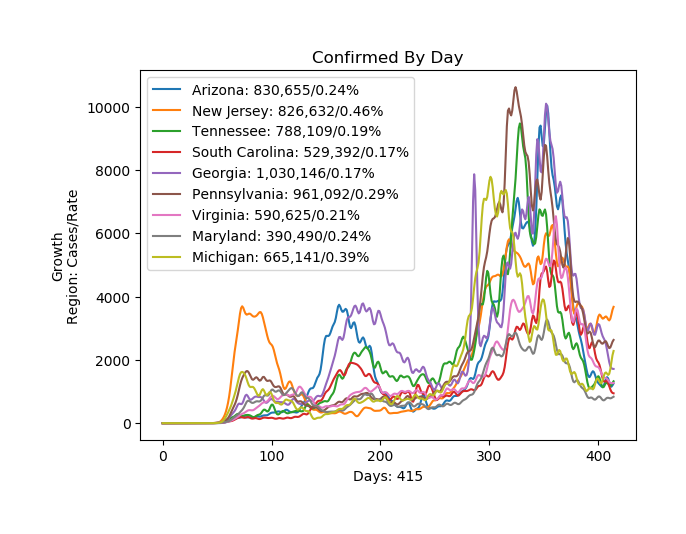 Confirmed By Day
Growth
Region: Cases/Rate
10000
8000
6000
4000
2000
0
Arizona: 830,655/0.24%
New Jersey: 826,632/0.46%
Tennessee: 788,109/0.19%
South Carolina: 529,392/0.17%
Georgia: 1,030,146/0.17%
Pennsylvania: 961,092/0.29%
Virginia: 590,625/0.21%
Maryland: 390,490/0.24%
Michigan: 665,141/0.39%
0 100 200 300 400
Days: 415